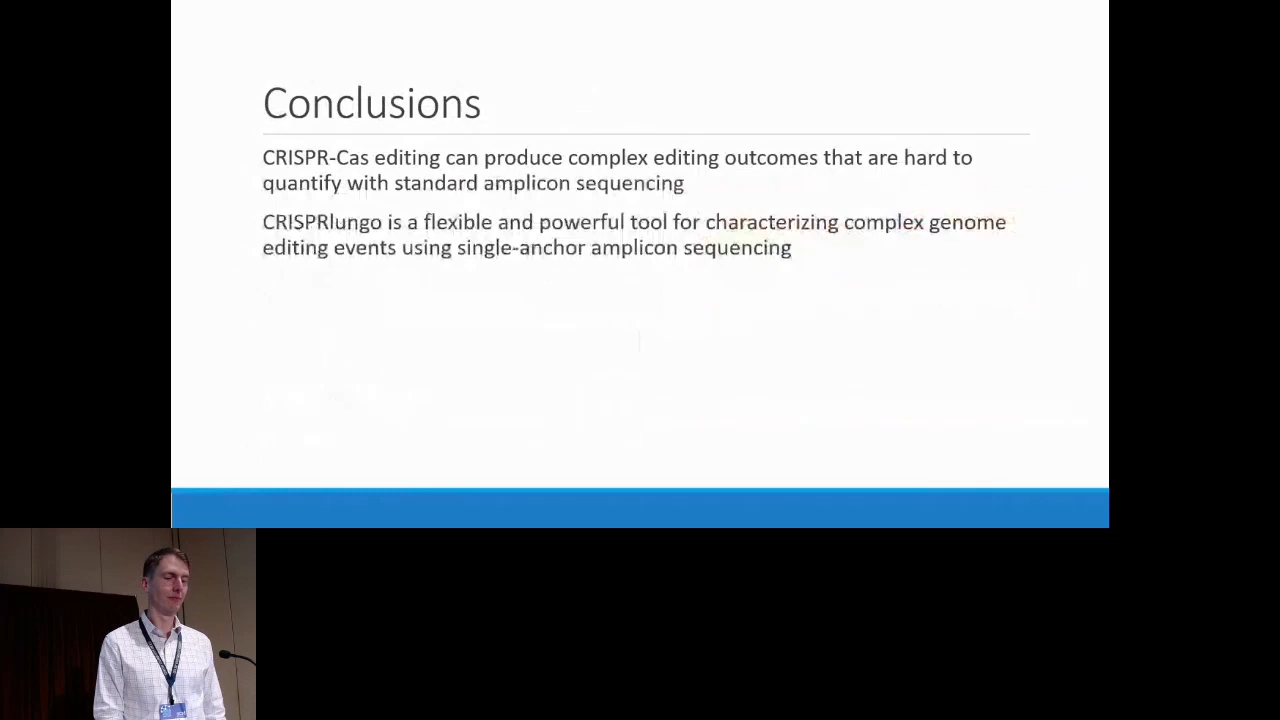 Conclusions
CRISPR-Cas editing can produce complex editing outcomes that are hard to
quantify with standard amplicon sequencing
CRISPRlungo is a flexible and powerful tool for characterizing complex genome
editing events using single-anchor amplicon sequencing